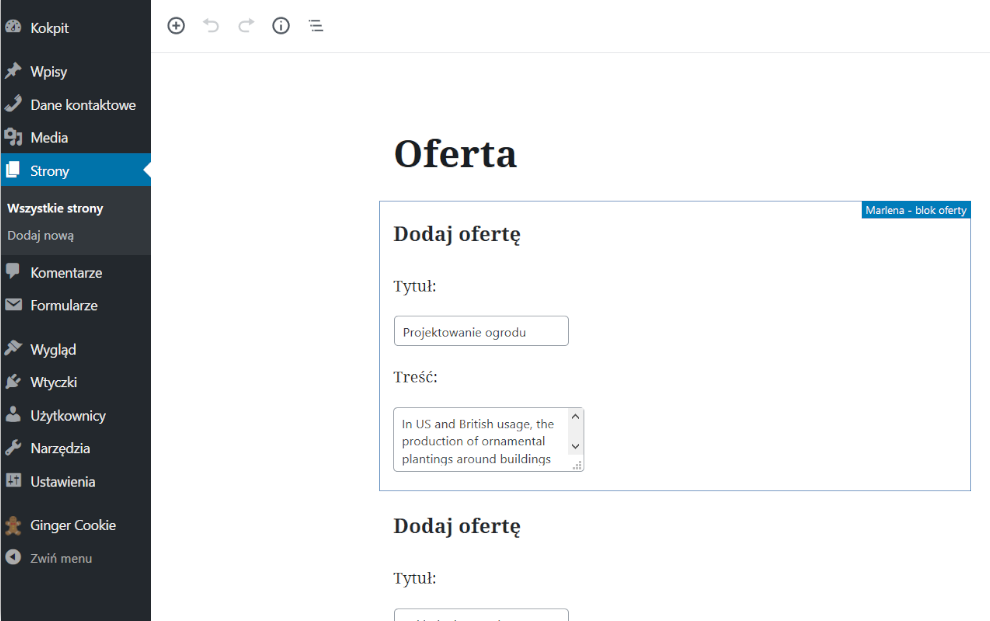 Kokpit
Wpisy
Dane kontaktowe
Media
Strony
Wszystkie strony
Dodaj nową
Komentarze
Formularze
Wygląd
Wtyczki
Użytkownicy
Narzędzia
Ustawienia
Ginger Cookie
Zwiń menu
Oferta
Marlena - blok oferty
Dodaj ofertę
Tytuł:
Projektowanie ogrodu
Treść:
In US and British usage, the
production of ornamental
plantings around buildings
Dodaj ofertę
Tytuł: